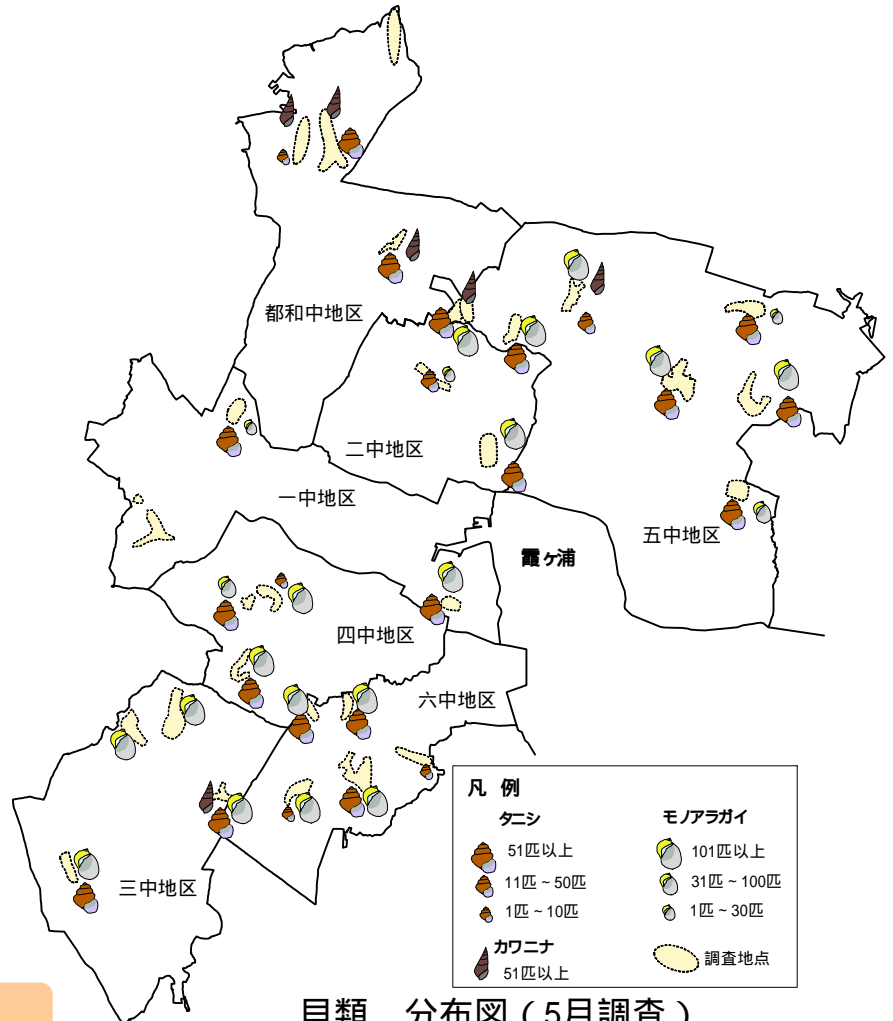 都和中地区
二中地区
一中地区
霞ヶ浦
五中地区
四中地区
六中地区
三中地区
凡 例
タニシ
51匹以上
11匹~50匹
1匹~10匹
カワニナ
51匹以上
モノアラガイ
101匹以上
31匹~100匹
1匹~30匹
調査地点
貝類 分布図(5月調査)